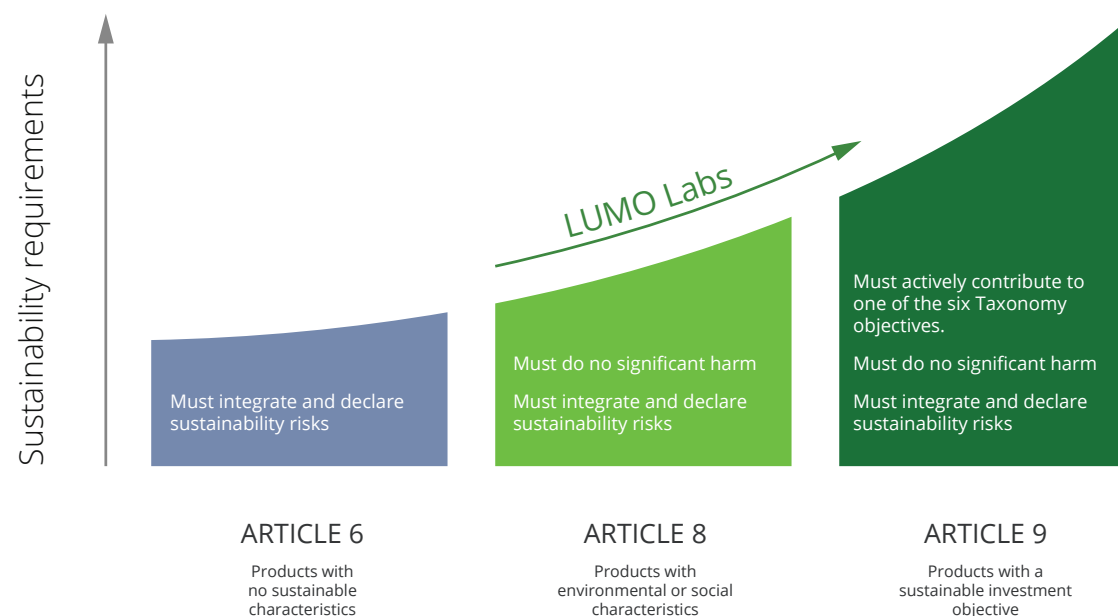 Sustainability requirements
LUMO Labs
Must integrate and declare
sustainability risks
Must do no significant harm
Must integrate and declare
sustainability risks
Must actively contribute to
one of the six Taxonomy
objectives.
Must do no significant harm
Must integrate and declare
sustainability risks
ARTICLE 6
Products with
no sustainable
characteristics
ARTICLE 8
Products with
environmental or social
characteristics
ARTICLE 9
Products with a
sustainable investment
objective